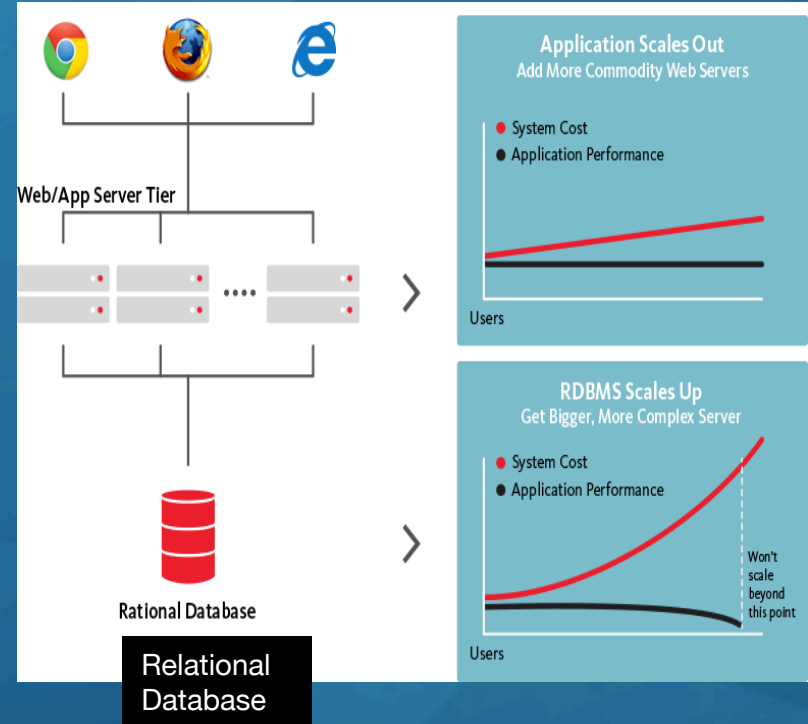 Web/App Server Tier
Rational Database
Relational
Database
Application Scales Out
Add More Commodity Web Servers
System Cost
Application Performance
Users
RDBMS Scales Up
Get Bigger, More Complex Server
System Cost
Application Performance
Won't
scale
beyond
this point
Users